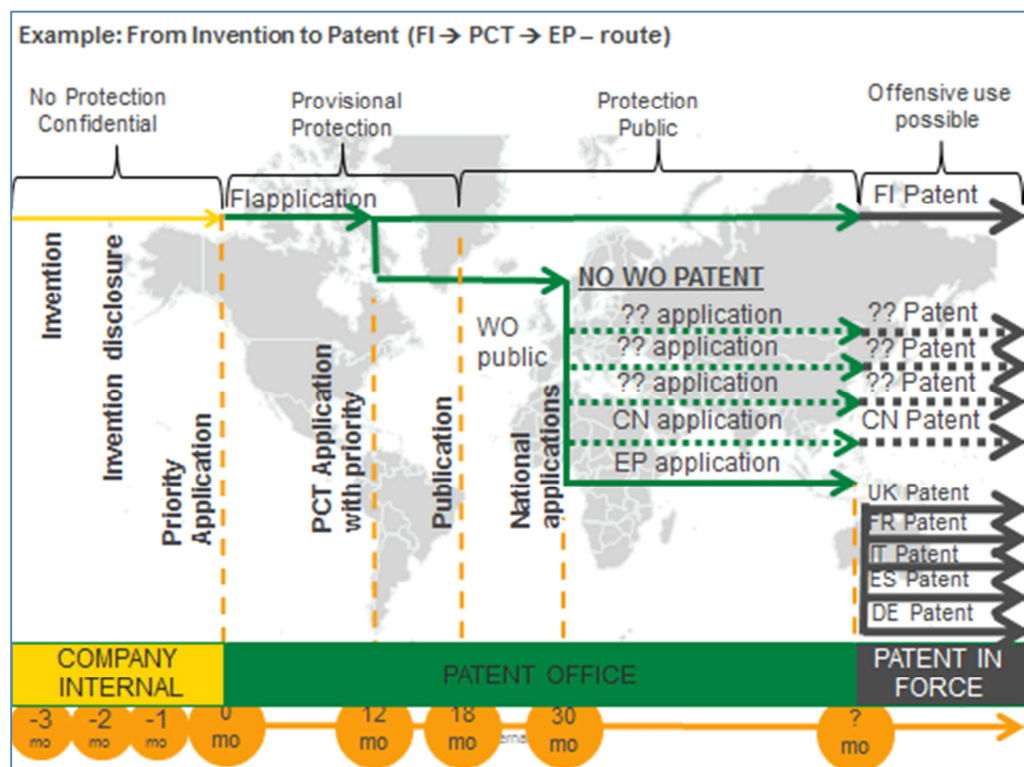 Example: From Invention to Patent (FI → PCT → EP – route)
No Protection
Confidential
Provisional
Protection
Protection
Public
Offensive use
possible
FIapplication
FI Patent
Invention
Invention disclosure
Priority
Application
PCT Application
with priority
Publication
WO
public
National
applications
NO WO PATENT
?? application
?? Patent
?? application
?? Patent
?? application
?? Patent
CN application
CN Patent
EP application
UK Patent
FR Patent
IT Patent
ES Patent
DE Patent
COMPANY
INTERNAL
PATENT OFFICE
PATENT IN
FORCE
-3
mo
-2
mo
-1
mo
0
mo
12
mo
18
mo
30
mo
?
mo